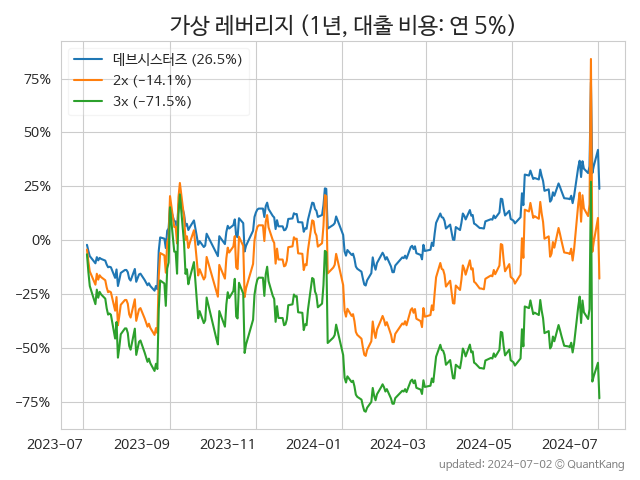 가상 레버리지 (1년, 대출 비용: 연 5%)
데브시스터즈 (26.5%)
2x (−14.1%)
3x (−71.5%)
75%
50%
25%
0%
−25%
−50%
−75%
2023-07 2023-09 2023-11 2024-01 2024-03 2024-05 2024-07
updated: 2024-07-02 © QuantKang